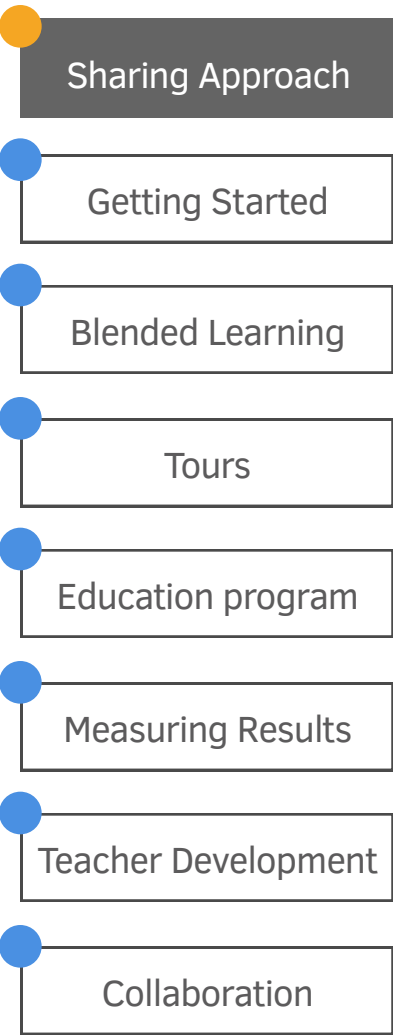 Sharing Approach
Getting Started
Blended Learning
Tours
Education program
Measuring Results
Teacher Development
Collaboration